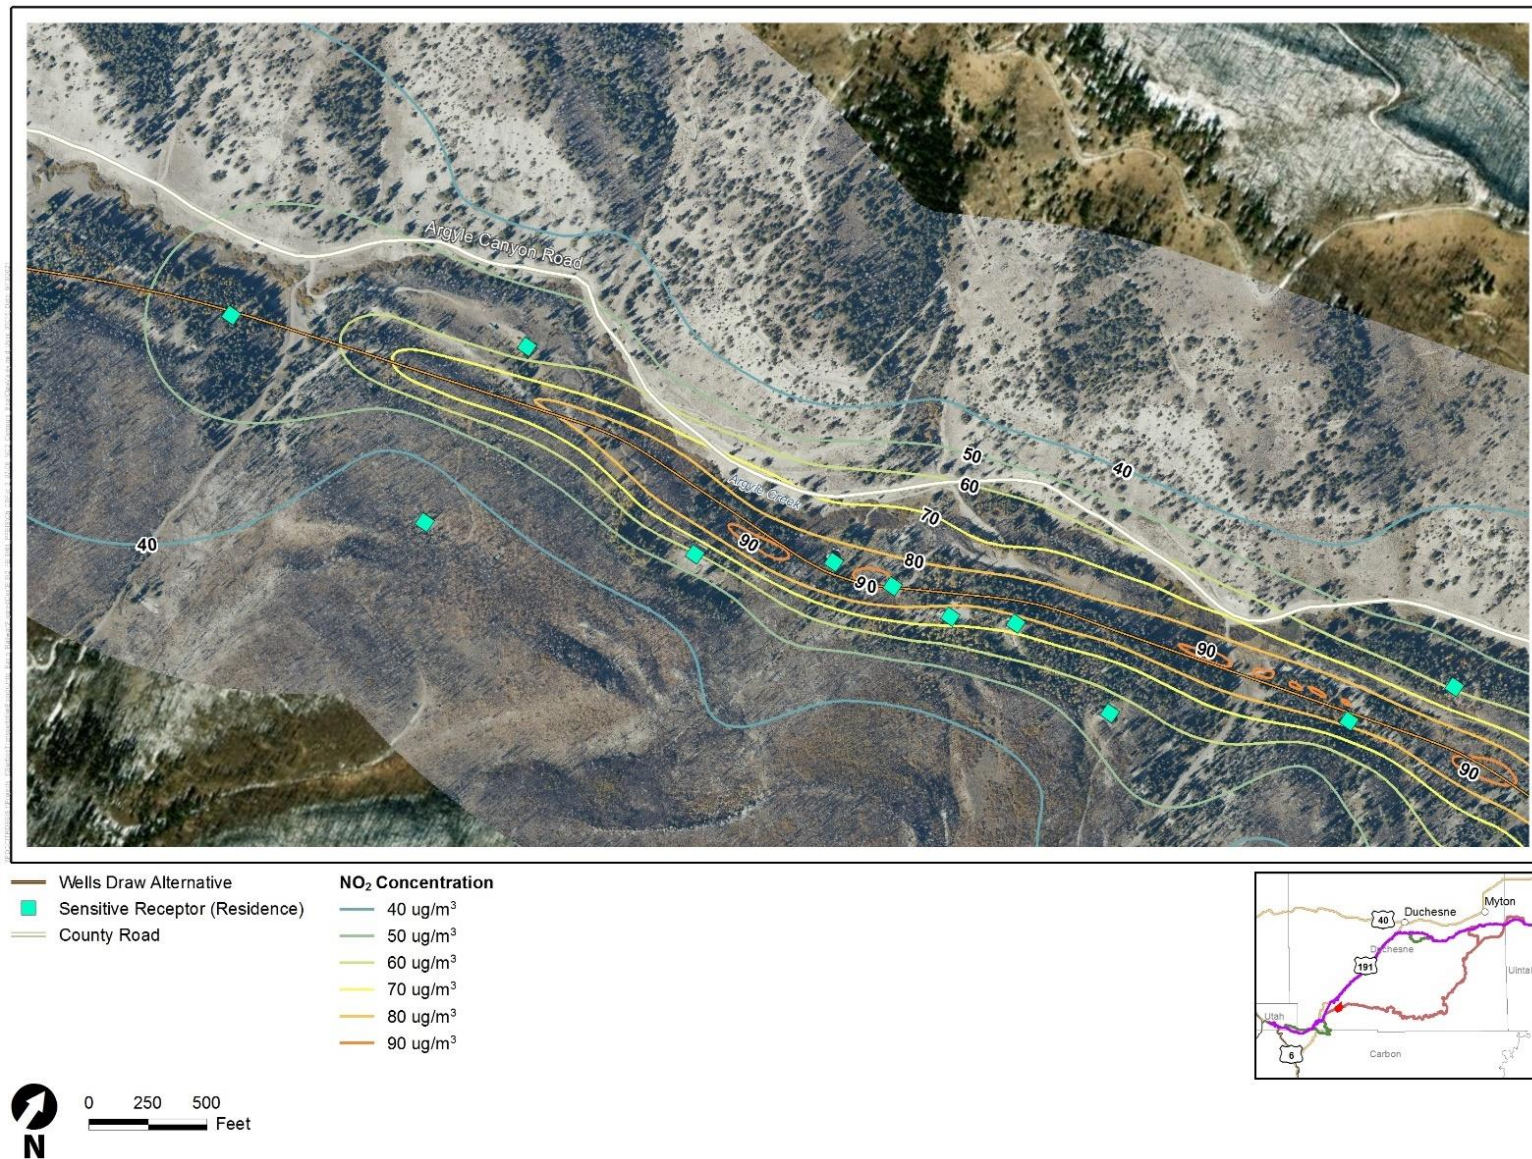 Argyle Canyon Road
50
40
60
70
Argyle Creek
80
40
90
90
90
90
Wells Draw Alternative
Sensitive Receptor (Residence)
County Road
NO₂ Concentration
40 ug/m³
50 ug/m³
60 ug/m³
70 ug/m³
80 ug/m³
90 ug/m³
0 250 500
Feet
N
40
Duchesne
Myton
Duchesne
191
Uintah
Utah
6
Carbon